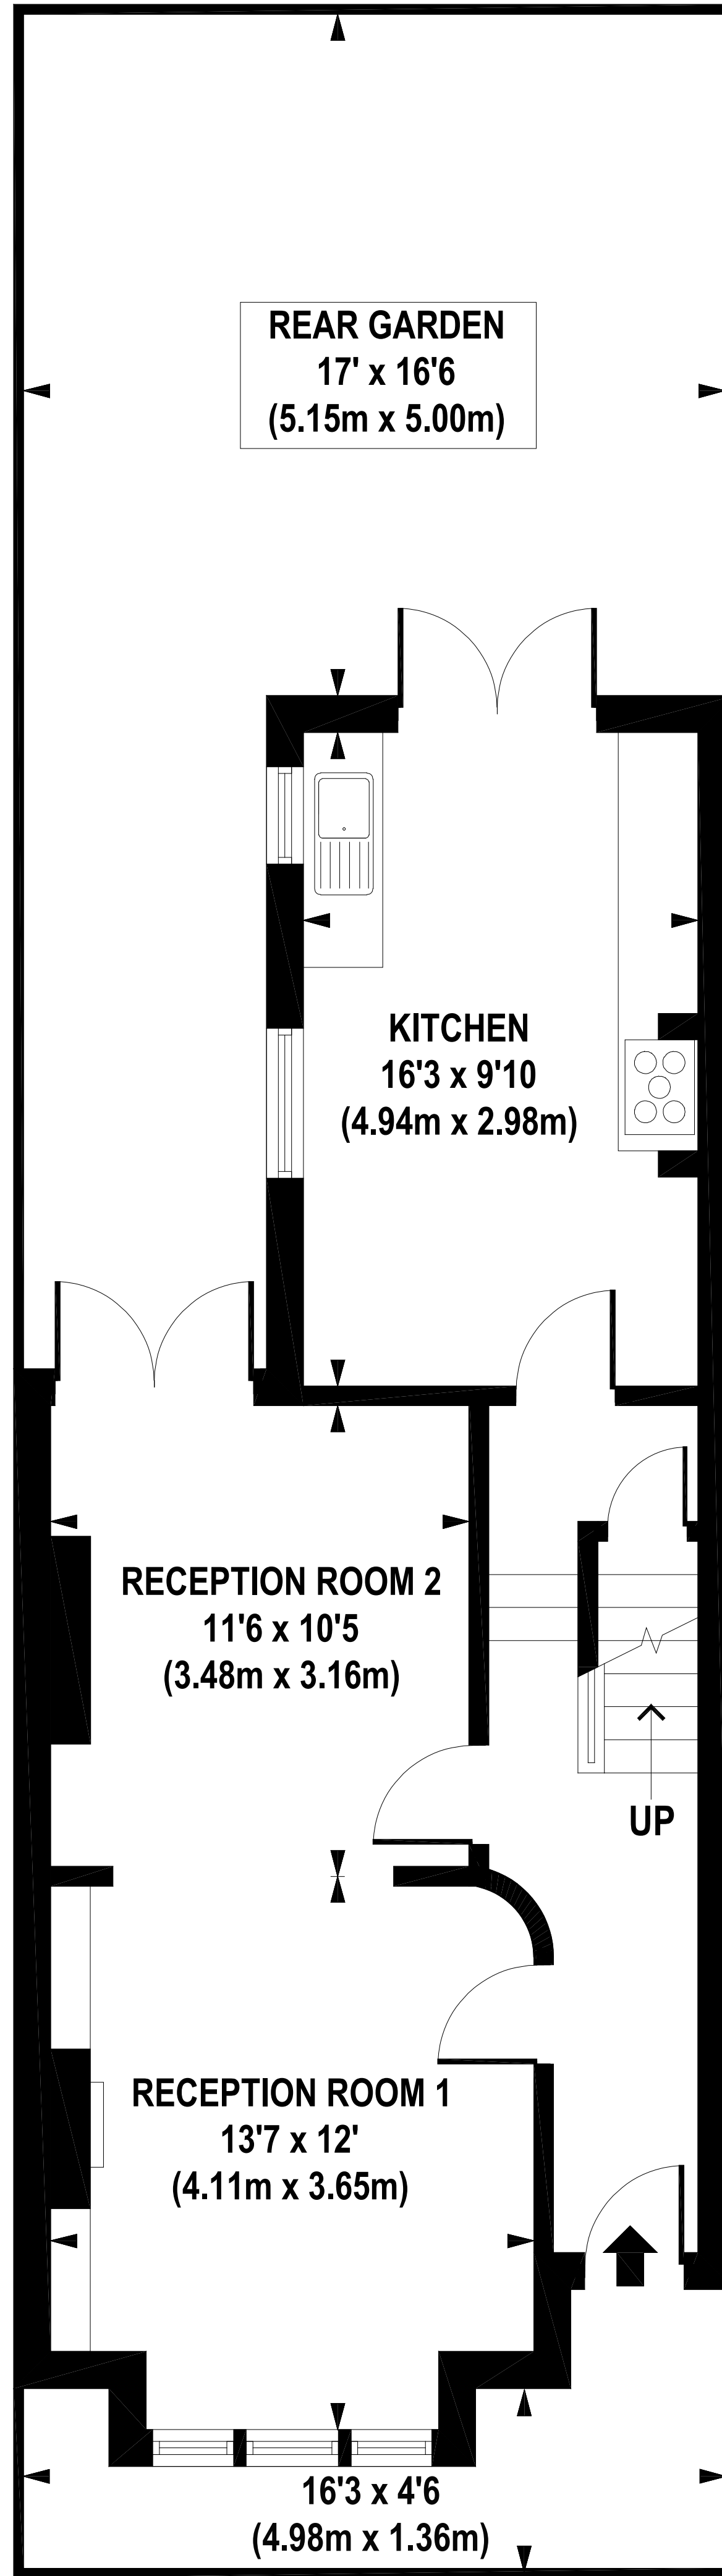 REAR GARDEN
17' x 16'6
(5.15m x 5.00m)
KITCHEN
16'3 x 9'10
(4.94m x 2.98m)
RECEPTION ROOM 2
11'6 x 10'5
(3.48m x 3.16m)
UP
RECEPTION ROOM 1
13'7 x 12'
(4.11m x 3.65m)
16'3 x 4'6
(4.98m x 1.36m)